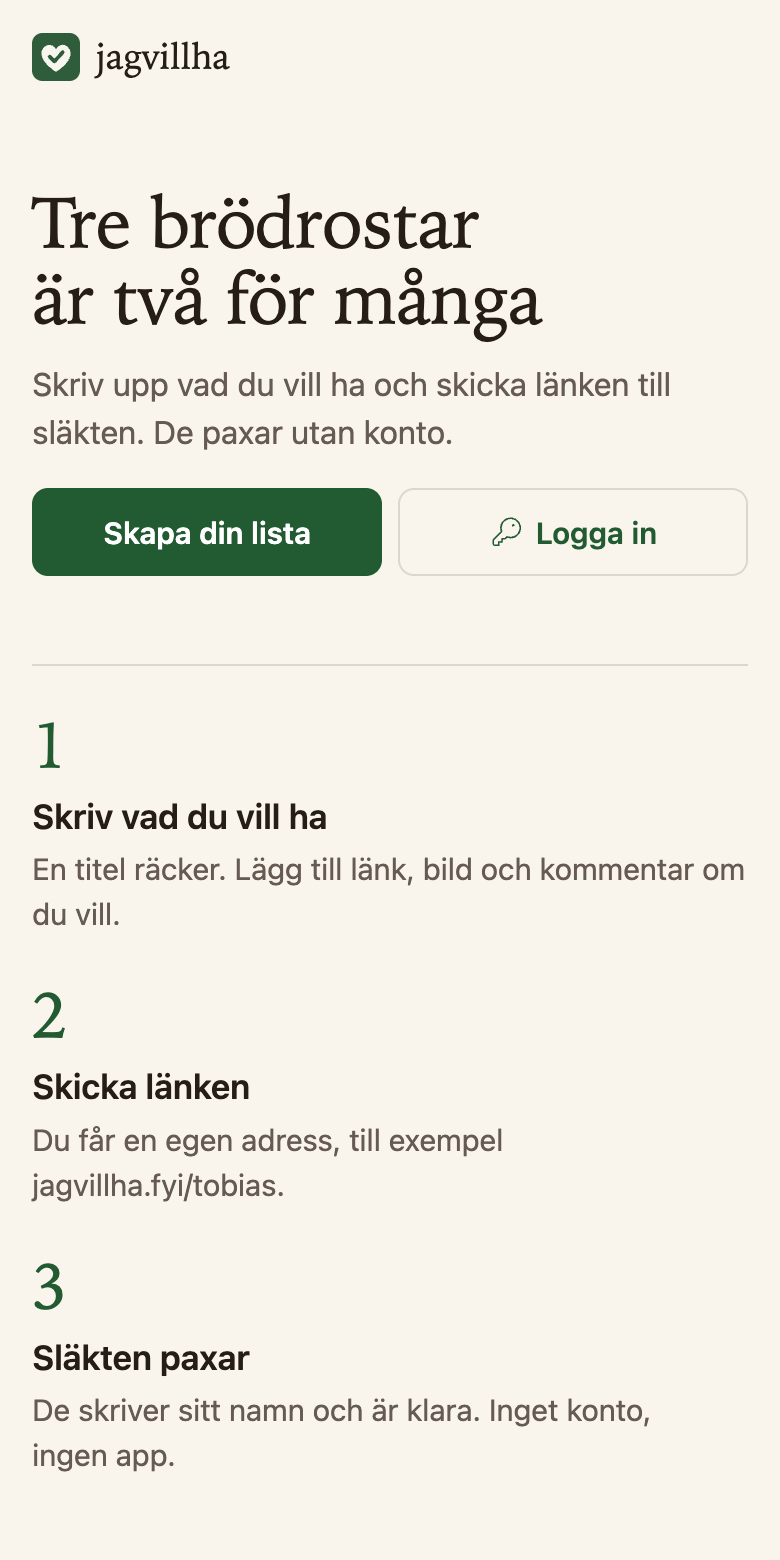 jagvillha
Tre brödrostar
är två för många
Skriv upp vad du vill ha och skicka länken till
släkten. De paxar utan konto.
Skapa din lista
Logga in
1
Skriv vad du vill ha
En titel räcker. Lägg till länk, bild och kommentar om
du vill.
2
Skicka länken
Du får en egen adress, till exempel
jagvillha.fyi/tobias.
3
Släkten paxar
De skriver sitt namn och är klara. Inget konto,
ingen app.